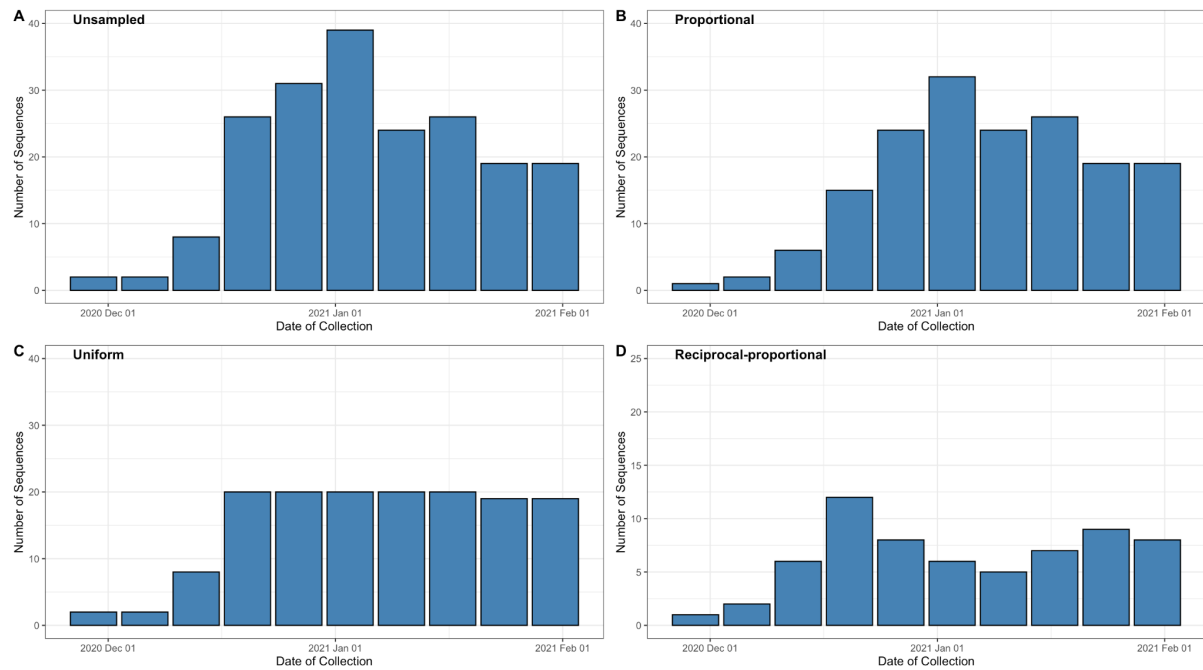 A
Unsampled
40
30
20
10
0
Number of Sequences
2020 Dec 01
2021 Jan 01
2021 Feb 01
Date of Collection
B
Proportional
40
30
20
10
0
Number of Sequences
2020 Dec 01
2021 Jan 01
2021 Feb 01
Date of Collection
C
Uniform
40
30
20
10
0
Number of Sequences
2020 Dec 01
2021 Jan 01
2021 Feb 01
Date of Collection
D
Reciprocal-proportional
25
20
15
10
5
0
Number of Sequences
2020 Dec 01
2021 Jan 01
2021 Feb 01
Date of Collection